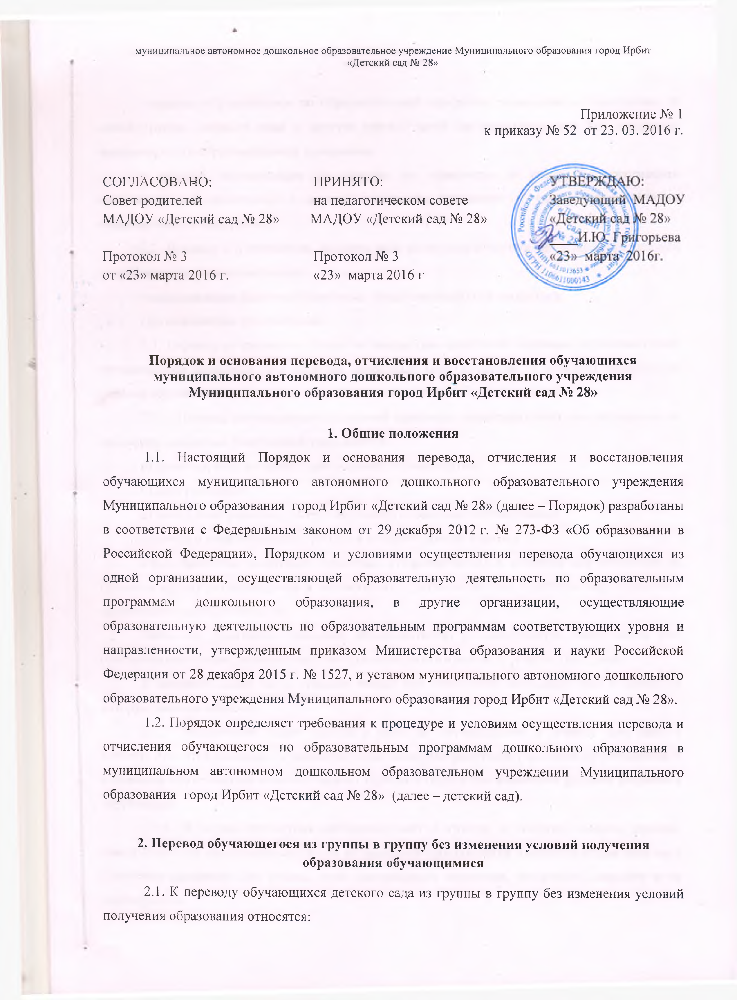 муниципальное автономное дошкольное образовательное учреждение Муниципального образования город Ирбит
«Детский сад № 28»
Приложение № 1
к приказу № 52 от 23. 03. 2016 г.
СОГЛАСОВАНО:
Совет родителей
МАДОУ «Детский сад № 28»
Протокол № 3
от «23» марта 2016 г.
ПРИНЯТО:
на педагогическом совете
МАДОУ «Детский сад № 28»
Протокол № 3
«23» марта 2016 г
УТВЕРЖДАЮ:
Заведующий МАДОУ
«Детский сад № 28»
____И.Ю. Григорьева
«23» марта 2016г.
Российская Федерация
ОГРН 1106611000143
ИНН 6611013653
«Детский
сад
№ 28»
Порядок и основания перевода, отчисления и восстановления обучающихся
муниципального автономного дошкольного образовательного учреждения
Муниципального образования город Ирбит «Детский сад № 28»
1. Общие положения
1.1. Настоящий Порядок и основания перевода, отчисления и восстановления
обучающихся муниципального автономного дошкольного образовательного учреждения
Муниципального образования город Ирбит «Детский сад № 28» (далее – Порядок) разработаны
в соответствии с Федеральным законом от 29 декабря 2012 г. № 273-ФЗ «Об образовании в
Российской Федерации», Порядком и условиями осуществления перевода обучающихся из
одной организации, осуществляющей образовательную деятельность по образовательным
программам дошкольного образования, в другие организации, осуществляющие
образовательную деятельность по образовательным программам соответствующих уровня и
направленности, утвержденным приказом Министерства образования и науки Российской
Федерации от 28 декабря 2015 г. № 1527, и уставом муниципального автономного дошкольного
образовательного учреждения Муниципального образования город Ирбит «Детский сад № 28».
1.2. Порядок определяет требования к процедуре и условиям осуществления перевода и
отчисления обучающегося по образовательным программам дошкольного образования в
муниципальном автономном дошкольном образовательном учреждении Муниципального
образования город Ирбит «Детский сад № 28» (далее – детский сад).
2. Перевод обучающегося из группы в группу без изменения условий получения
образования обучающимися
2.1. К переводу обучающихся детского сада из группы в группу без изменения условий
получения образования относятся: